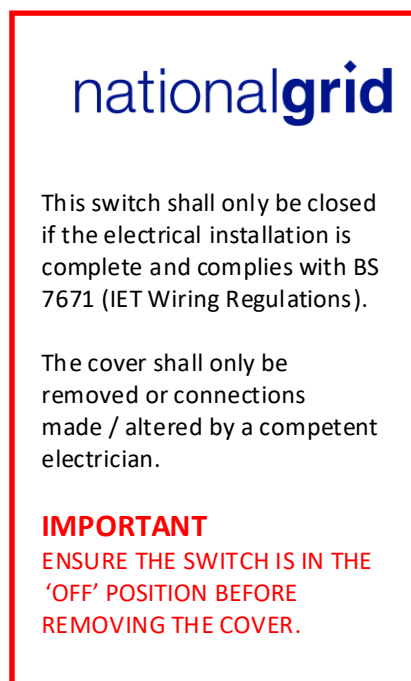 nationalgrid
This switch shall only be closed
if the electrical installation is
complete and complies with BS
7671 (IET Wiring Regulations).
The cover shall only be
removed or connections
made / altered by a competent
electrician.
IMPORTANT
ENSURE THE SWITCH IS IN THE
‘OFF’ POSITION BEFORE
REMOVING THE COVER.